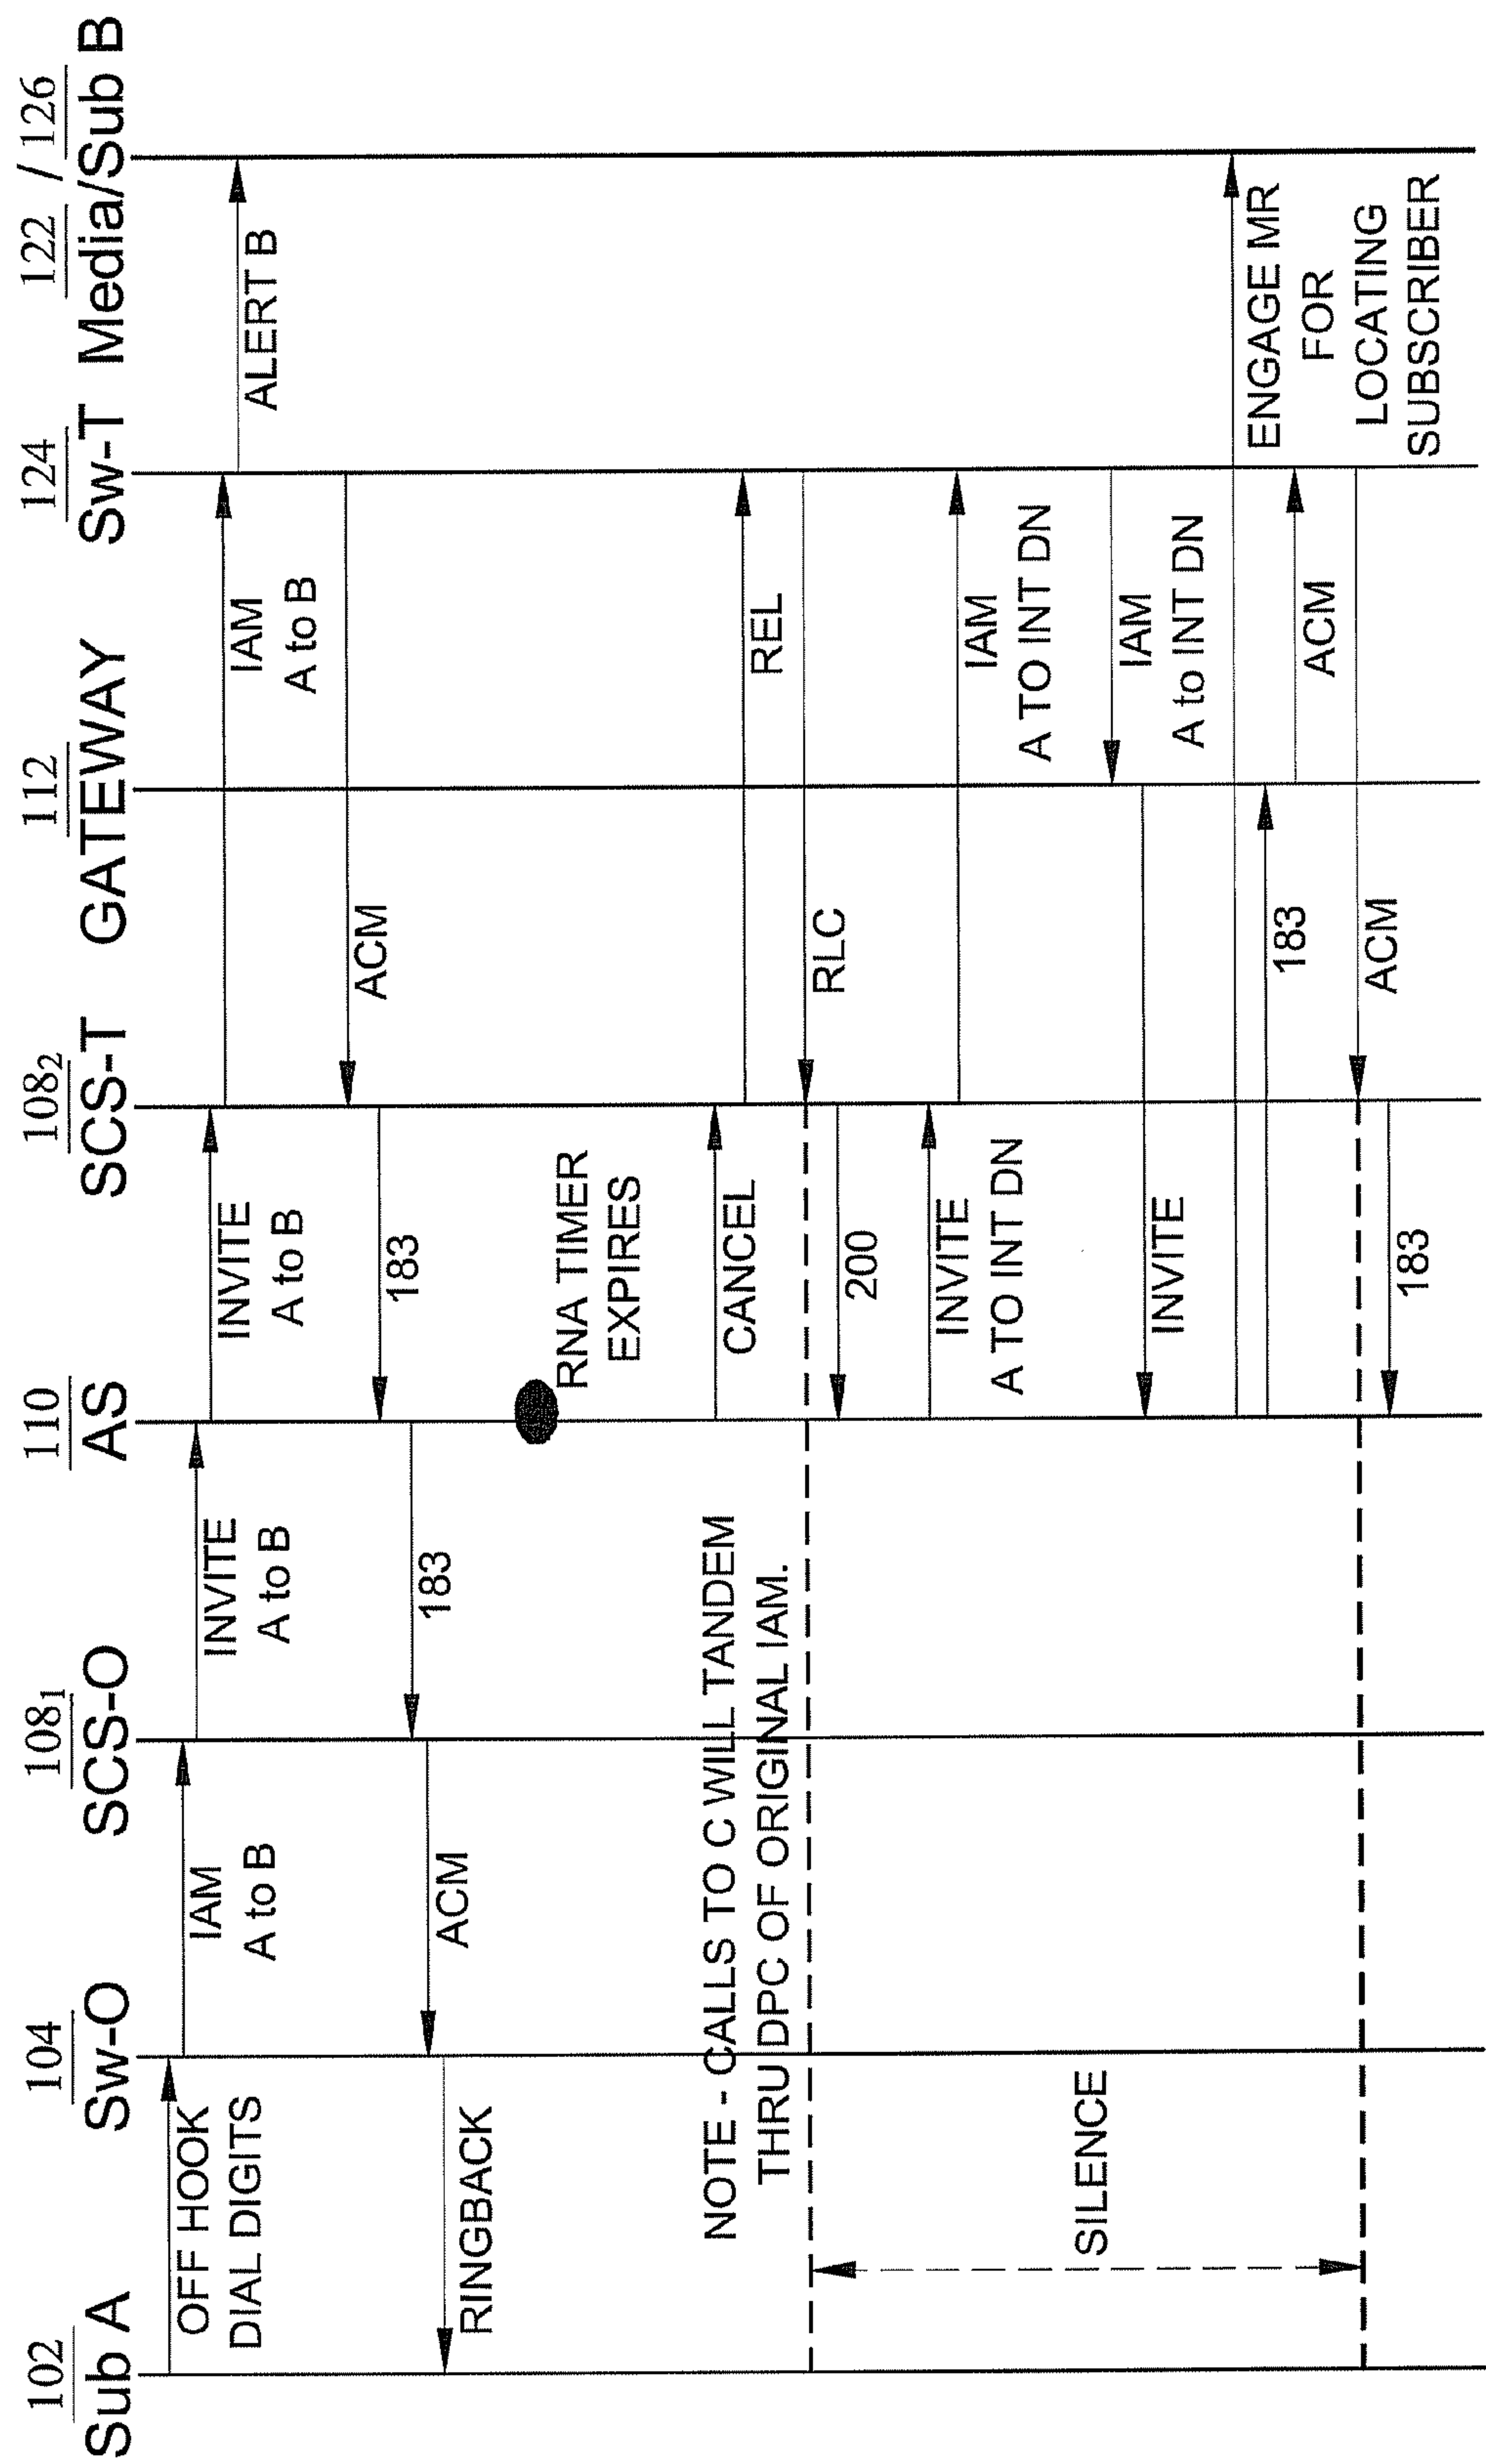 102
104
108₁
110
108₂
112
124
122 / 126
Sub A
Sw-O
SCS-O
AS
SCS-T
GATEWAY
Sw-T
Media/Sub B
OFF HOOK
DIAL DIGITS
IAM
A to B
INVITE
A to B
INVITE
A to B
IAM
A to B
ALERT B
ACM
183
183
ACM
RINGBACK
RNA TIMER
EXPIRES
NOTE - CALLS TO C WILL TANDEM
THRU DPC OF ORIGINAL IAM.
CANCEL
REL
RLC
200
INVITE
A TO INT DN
IAM
A TO INT DN
IAM
A to INT DN
INVITE
SILENCE
ENGAGE MR
FOR
LOCATING
SUBSCRIBER
183
ACM
ACM
183